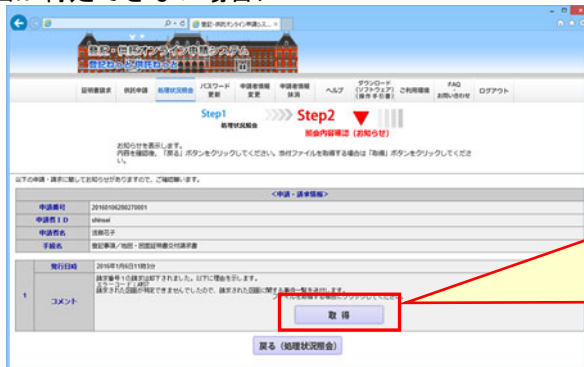 登記・供託オンライン申請シス... ×
登記・供託オンライン申請システム
登記ねっと 供託ねっと
証明書請求 供託申請 処理状況照会 パスワード更新 申請者情報変更 申請者情報抹消 ヘルプ ダウンロード（ソフトウェア）（操作手引書） ご利用環境 FAQ お問い合わせ ログアウト
Step1 処理状況照会 Step2 照会内容確認（お知らせ）
お知らせを表示します。
内容を確認後、「戻る」ボタンをクリックしてください。添付ファイルを取得する場合は「取得」ボタンをクリックしてくださ
い。
以下の申請・請求に関してお知らせがありますので、ご確認願います。
＜申請・請求情報＞
申請番号
申請者ＩＤ shinsei
申請者名 法務花子
手続名 登記事項／地図・図面証明書交付請求書
発行日時 2016年1月6日11時3分
1 コメント
請求番号１の請求は却下されました。以下に理由を示します。
請求された図面が特定できませんでしたので、請求された図面に関する事件一覧を送付します。
取 得
戻る（処理状況照会）